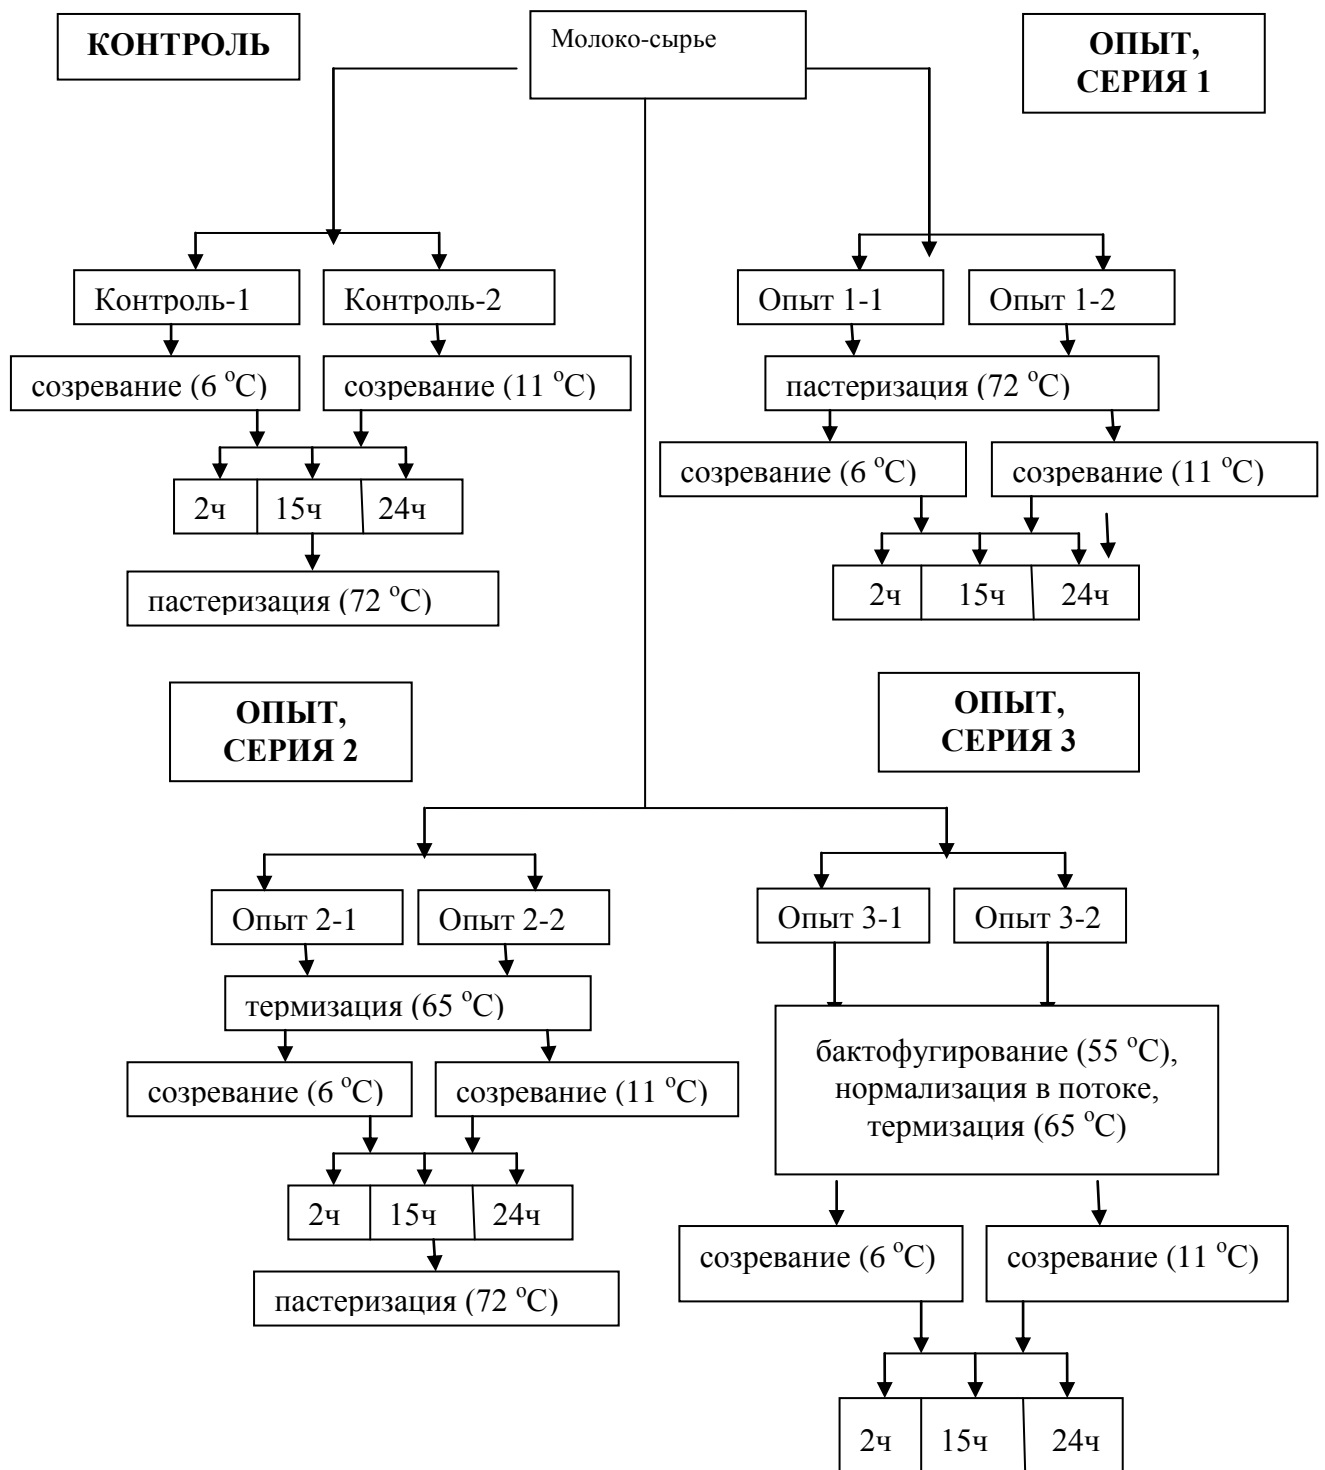 КОНТРОЛЬ
Молоко-сырье
ОПЫТ,
СЕРИЯ 1
Контроль-1
Контроль-2
Опыт 1-1
Опыт 1-2
созревание (6 °С)
созревание (11 °С)
пастеризация (72 °С)
созревание (6 °С)
созревание (11 °С)
2ч
15ч
24ч
2ч
15ч
24ч
пастеризация (72 °С)
ОПЫТ,
СЕРИЯ 2
ОПЫТ,
СЕРИЯ 3
Опыт 2-1
Опыт 2-2
Опыт 3-1
Опыт 3-2
термизация (65 °С)
бактофугирование (55 °С),
нормализация в потоке,
термизация (65 °С)
созревание (6 °С)
созревание (11 °С)
2ч
15ч
24ч
пастеризация (72 °С)
созревание (6 °С)
созревание (11 °С)
2ч
15ч
24ч